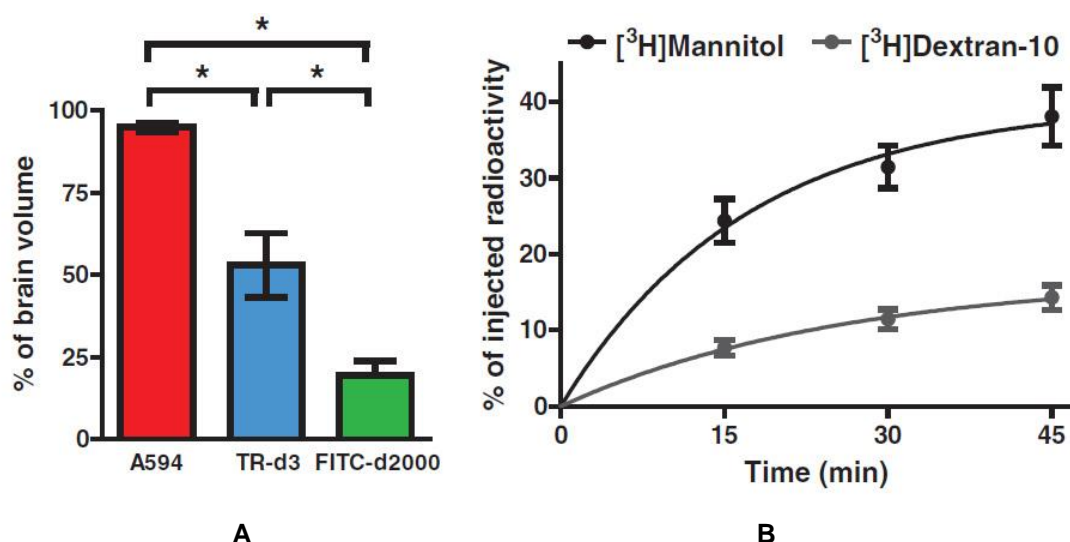 *
* *
% of brain volume
100
75
50
25
0
A594 TR-d3 FITC-d2000
A
[³H]Mannitol [³H]Dextran-10
% of injected radioactivity
40
30
20
10
0
0 15 30 45
Time (min)
B